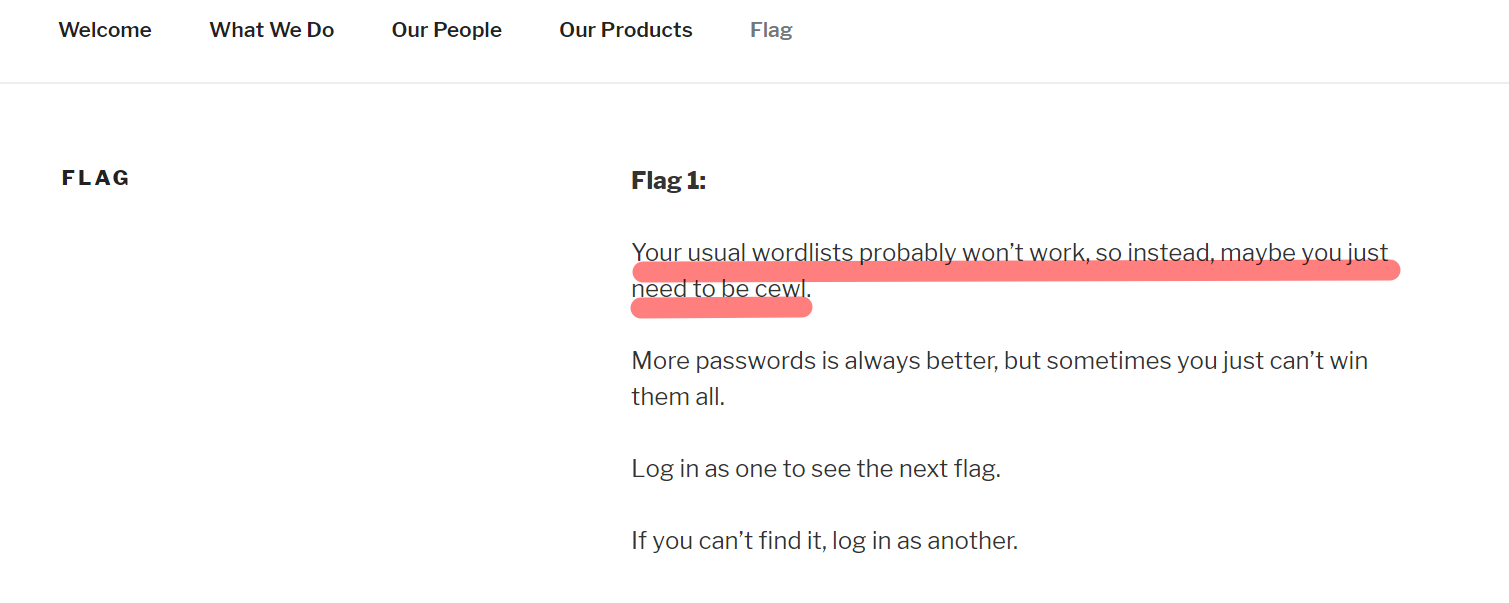 Welcome What We Do Our People Our Products Flag
FLAG
Flag 1:
Your usual wordlists probably won’t work, so instead, maybe you just
need to be cewl.
More passwords is always better, but sometimes you just can’t win
them all.
Log in as one to see the next flag.
If you can’t find it, log in as another.